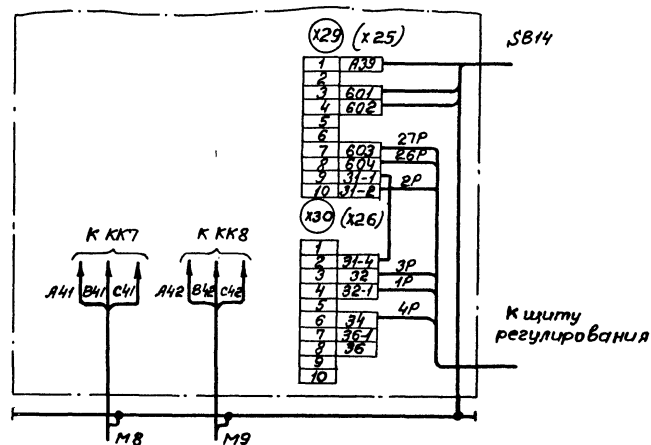 X29 (X25)
SB14
1 A39
2
3 601
4 602
5
6
7 603 27P
8 604 26P
9 31-1
10 31-2 2P
X30 (X26)
1
2 31-4
3 32 3P
4 32-1 1P
5
6 34 4P
7 36-1
8 36
9
10
К КК7
К КК8
A41 B41 C41
A42 B42 C42
К щиту
регулирования
M8
M9